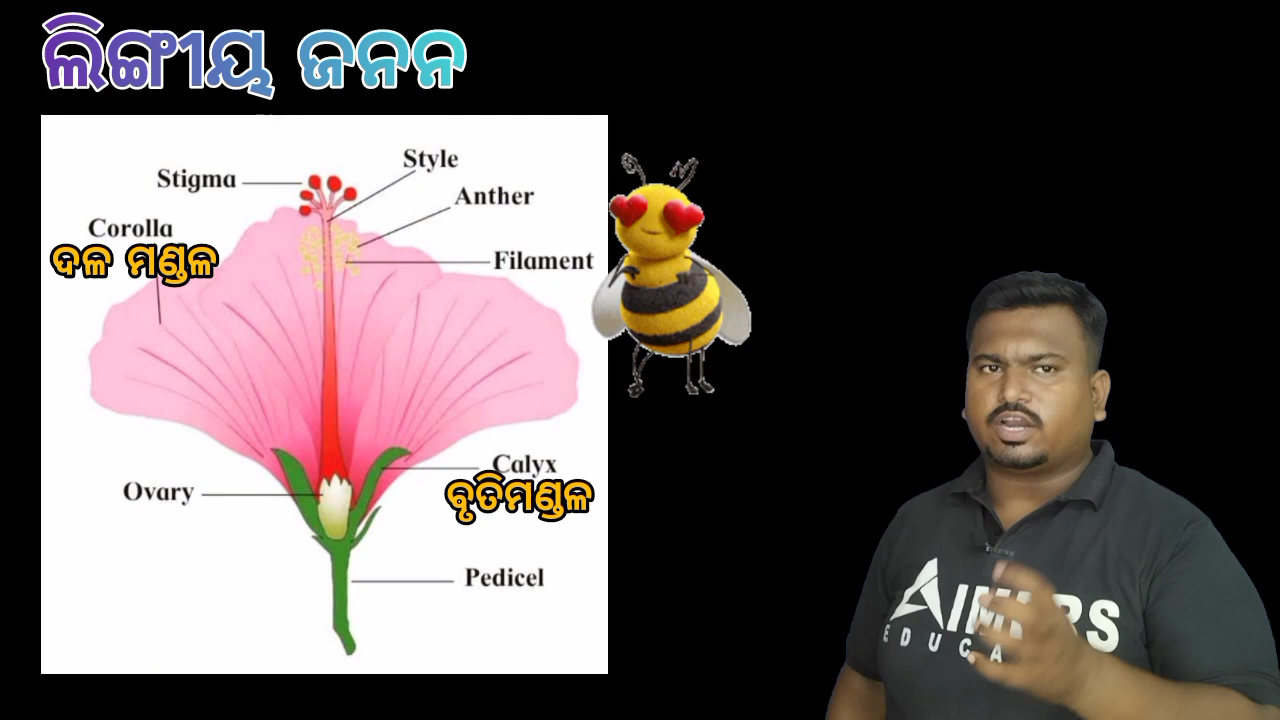 ଲିଙ୍ଗୀୟ ଜନନ
Style
Stigma
Anther
Corolla
ଦଳ ମଣ୍ଡଳ
Filament
Calyx
ବୃତିମଣ୍ଡଳ
Ovary
Pedicel